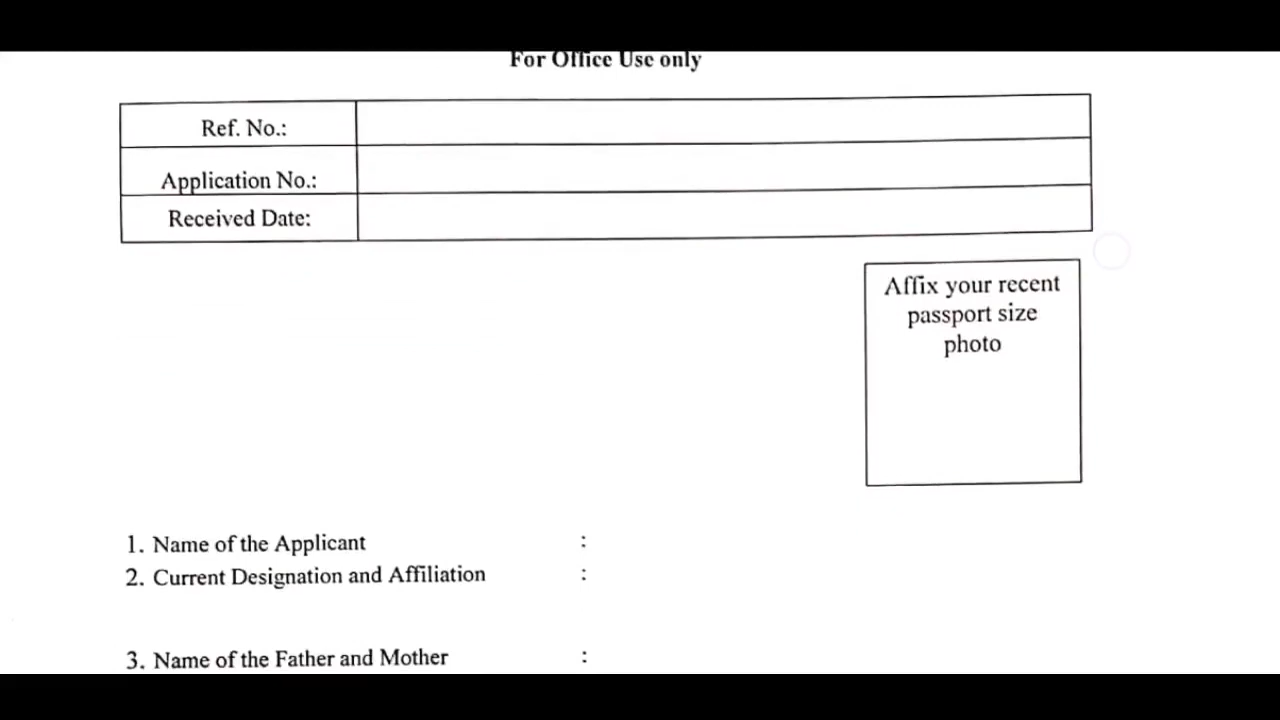 For Office Use only
Ref. No.:
Application No.:
Received Date:
Affix your recent
passport size
photo
1. Name of the Applicant :
2. Current Designation and Affiliation :
3. Name of the Father and Mother :